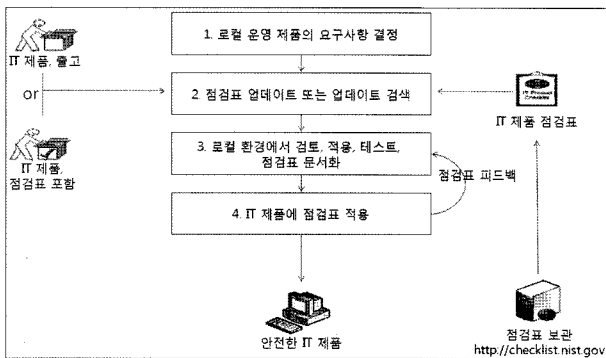 1. 로컬 운영 제품의 요구사항 결정
IT 제품, 출고
or
IT 제품,
점검표 포함
2. 점검표 업데이트 또는 업데이트 검색
IT 제품 점검표
3. 로컬 환경에서 검토, 적용, 테스트,
점검표 문서화
점검표 피드백
4. IT 제품에 점검표 적용
안전한 IT 제품
점검표 보관
http://checklist.nist.gov